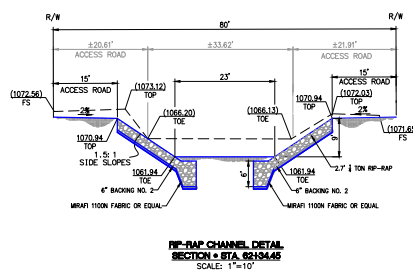 R/W
R/W
80'
±20.61'
ACCESS ROAD
±33.62'
±21.91'
ACCESS ROAD
15'
ACCESS ROAD
23'
15'
ACCESS ROAD
(1072.56)
FS
(1073.12)
TOP
(1066.20)
TOE
(1066.13)
TOE
1070.94
TOP
(1072.03)
TOP
2%
2%
(1071.65
1070.94
TOP
1.5: 1
SIDE SLOPES
9'
2.7' ½ TON RIP-RAP
1061.94
TOE
1061.94
TOE
6'
6" BACKING NO. 2
6" BACKING NO. 2
MIRAFI 1100N FABRIC OR EQUAL
MIRAFI 1100N FABRIC OR EQUAL
RIP-RAP CHANNEL DETAIL
SECTION @ STA. 62+34.45
SCALE: 1"=10'